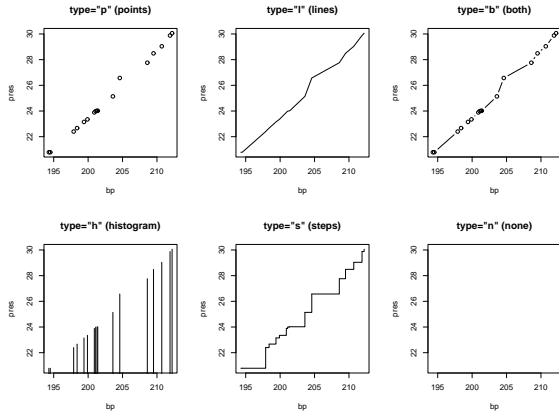 type="p" (points)
type="l" (lines)
type="b" (both)
30
28
26
24
22
pres
195 200 205 210
bp
30
28
26
24
22
pres
195 200 205 210
bp
30
28
26
24
22
pres
195 200 205 210
bp
type="h" (histogram)
type="s" (steps)
type="n" (none)
30
28
26
24
22
pres
195 200 205 210
bp
30
28
26
24
22
pres
195 200 205 210
bp
30
28
26
24
22
pres
195 200 205 210
bp